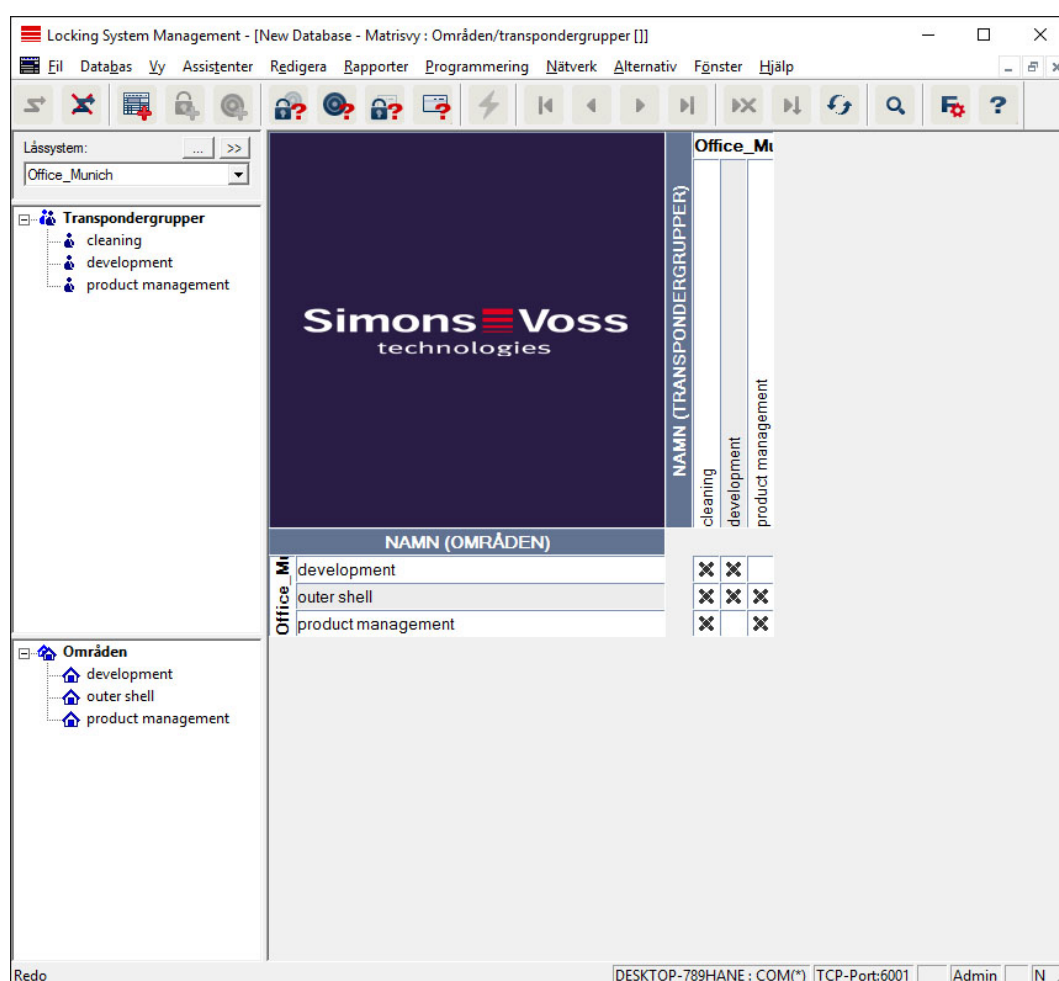 Locking System Management - [New Database - Matrisvy : Områden/transpondergrupper []]
Fil Databas Vy Assistenter Redigera Rapporter Programmering Nätverk Alternativ Fönster Hjälp
Låssystem:
... >>
Office_Munich
Transpondergrupper
cleaning
development
product management
Områden
development
outer shell
product management
Simons Voss
technologies
NAMN (TRANSPONDERGRUPPER)
Office_Mu
cleaning
development
product management
NAMN (OMRÅDEN)
Office_Mu
development
outer shell
product management
Redo
DESKTOP-789HANE : COM(*) TCP-Port:6001 Admin N